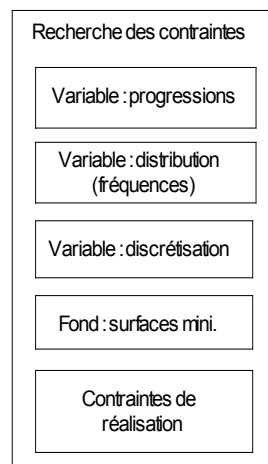 Recherche des contraintes
Variable : progressions
Variable : distribution
(fréquences)
Variable : discrétisation
Fond : surfaces mini.
Contraintes de
réalisation